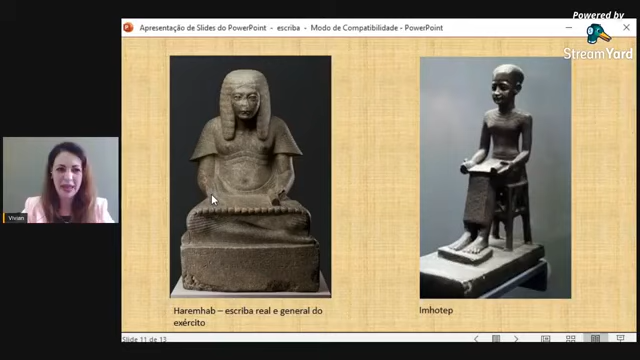 Powered by
StreamYard
Apresentação de Slides do PowerPoint - escriba - Modo de Compatibilidade - PowerPoint
Vivian
Haremhab – escriba real e general do
exército
Imhotep
Slide 11 de 13